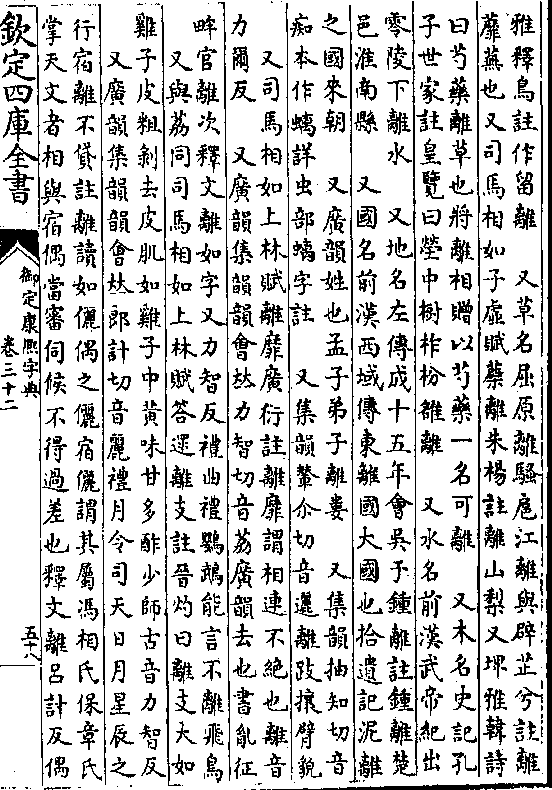 雅釋鳥註作留離　又草名屈原離騷扈江離與辟芷兮註離
蘼蕪也又司馬相如子虛賦蘗離朱楊註離山梨又埤雅韓詩
曰芍藥離草也將離相贈以芍藥一名可離　又木名史記孔
子世家註皇覽曰塋中樹柞枌雒離　又水名前漢武帝紀出
零陵下離水　又地名左傳成十五年會吳于鍾離註鍾離楚
邑淮南縣　又國名前漢西域傳東離國大國也拾遺記泥離
之國來朝　又廣韻姓也孟子弟子離婁　又集韻抽知切音
痴本作螭詳虫部螭字註　又集韻輦尒切音邐離跂攘臂貌
又司馬相如上林賦離靡廣衍註離靡謂相連不絶也離音
力爾反　又廣韻集韻韻會𠀤力智切音荔廣韻去也書胤征
畔官離次釋文離如字又力智反禮曲禮鸚鵡能言不離飛鳥
又與荔同司馬相如上林賦答遝離支註晉灼曰離支大如
雞子皮粗剝去皮肌如雞子中黃味甘多酢少師古音力智反
又廣韻集韻韻會𠀤郎計切音麗禮月令司天日月星辰之
行宿離不貸註離讀如儷偶之儷宿儷謂其屬馮相氏保章氏
掌天文者相與宿偶當審伺候不得過差也釋文離呂計反偶
欽定四庫全書
御定康熙字典
卷三十二
五十八